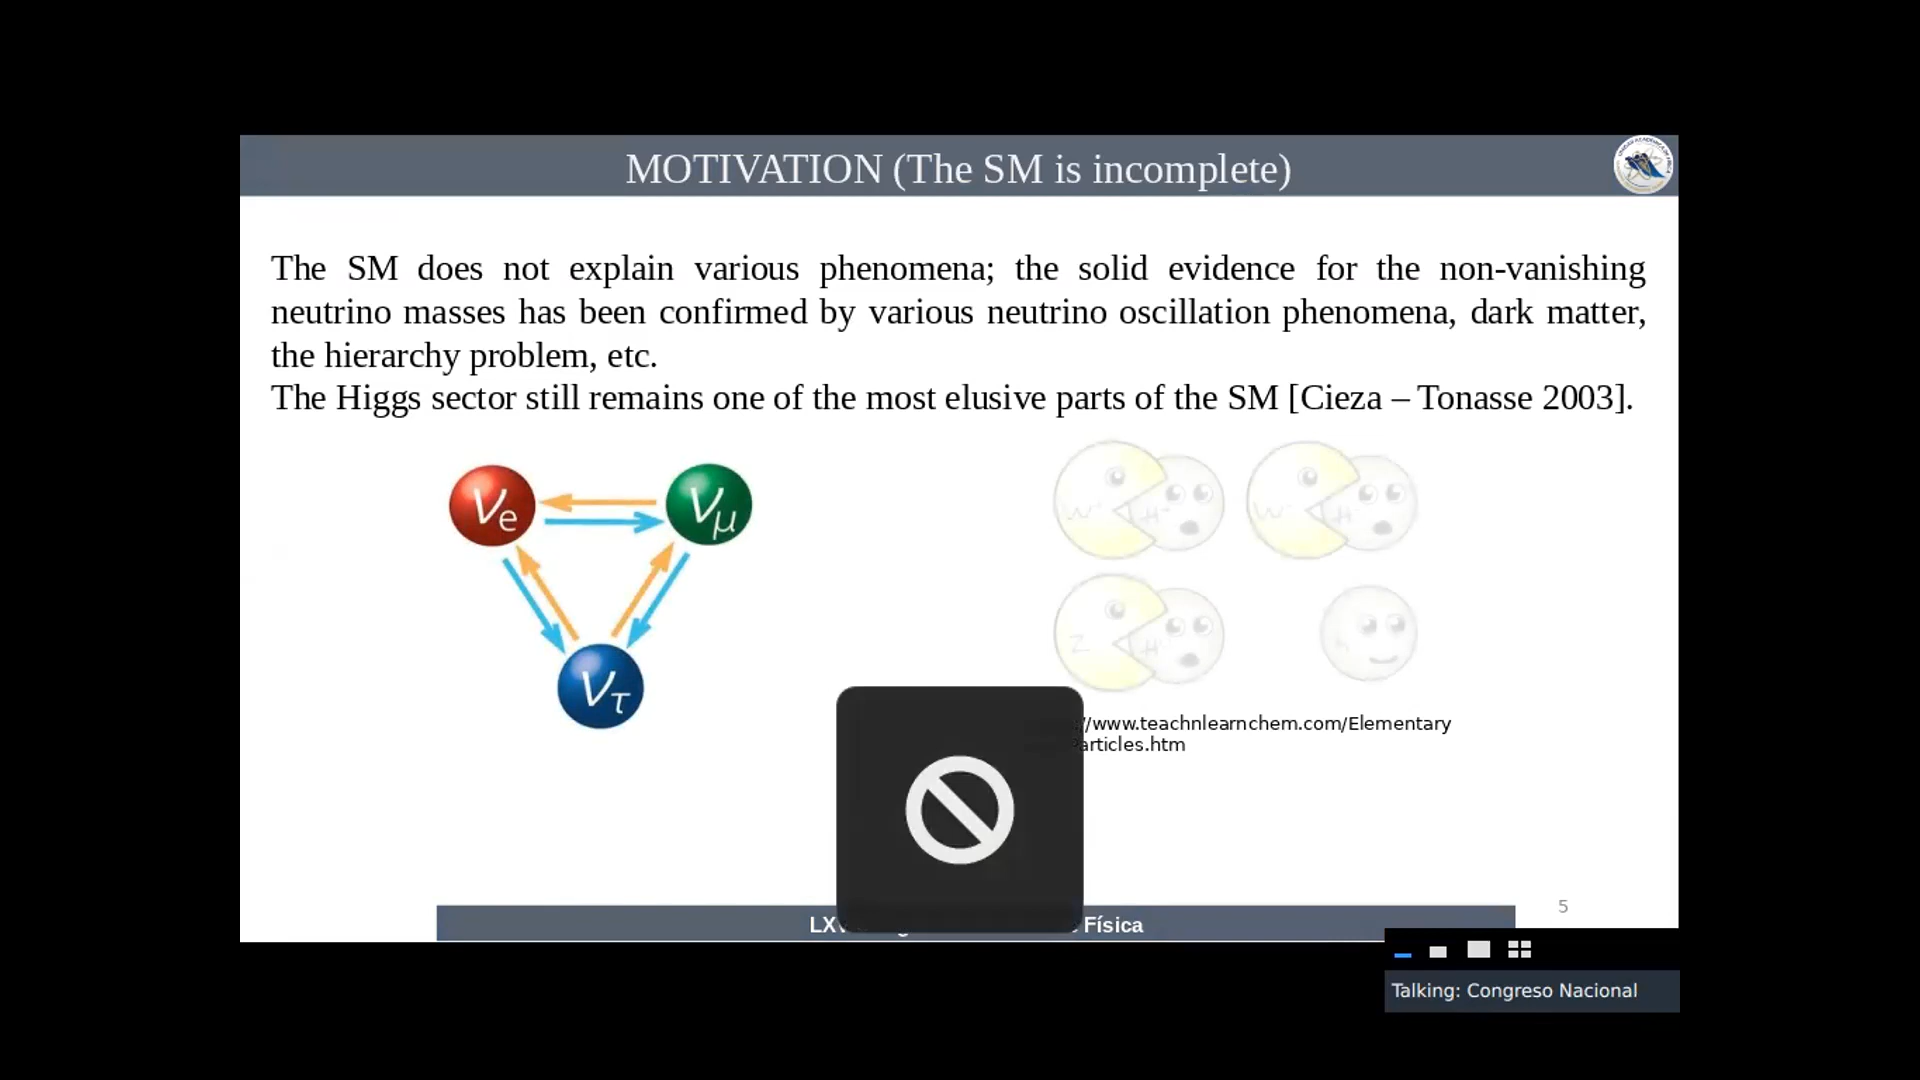 MOTIVATION (The SM is incomplete)
The SM does not explain various phenomena; the solid evidence for the non-vanishing
neutrino masses has been confirmed by various neutrino oscillation phenomena, dark matter,
the hierarchy problem, etc.
The Higgs sector still remains one of the most elusive parts of the SM [Cieza – Tonasse 2003].
νe
νμ
ντ
W⁺ H⁺
W⁻ H⁻
Z H
//www.teachnlearnchem.com/Elementary
articles.htm
Física
5
Talking: Congreso Nacional